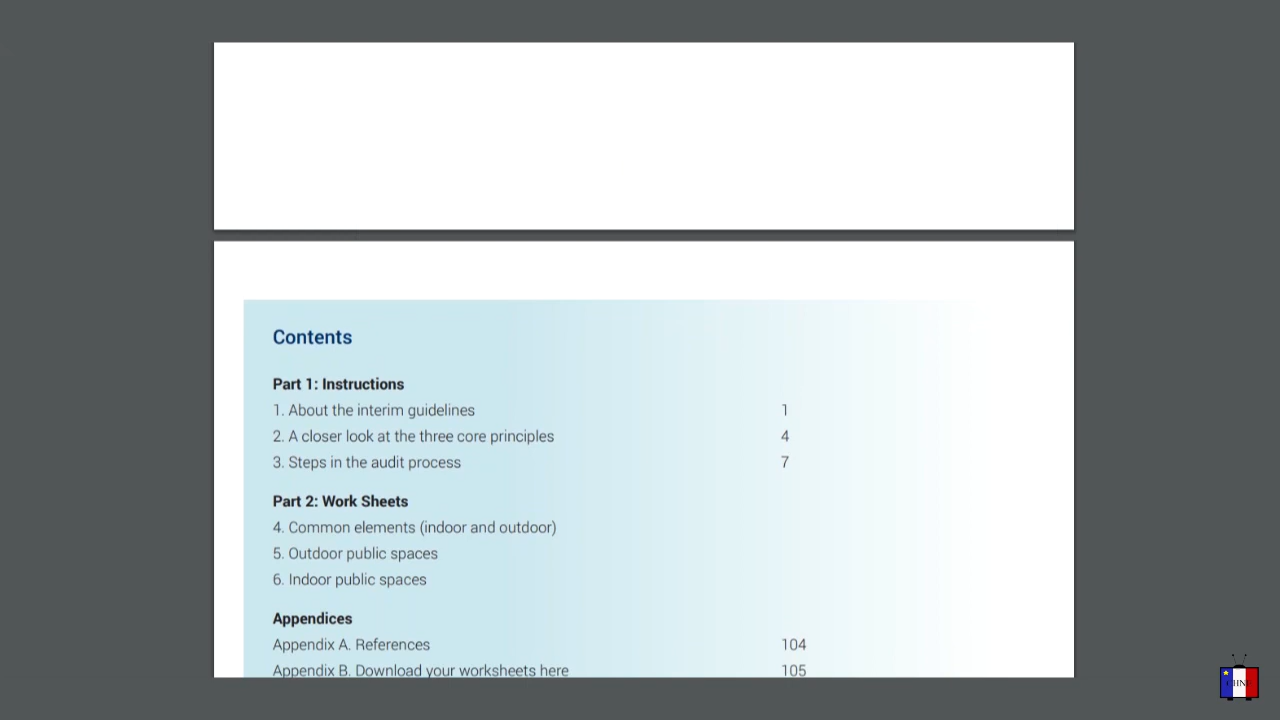 Contents
Part 1: Instructions
1. About the interim guidelines 1
2. A closer look at the three core principles 4
3. Steps in the audit process 7
Part 2: Work Sheets
4. Common elements (indoor and outdoor)
5. Outdoor public spaces
6. Indoor public spaces
Appendices
Appendix A. References 104
Appendix B. Download your worksheets here 105